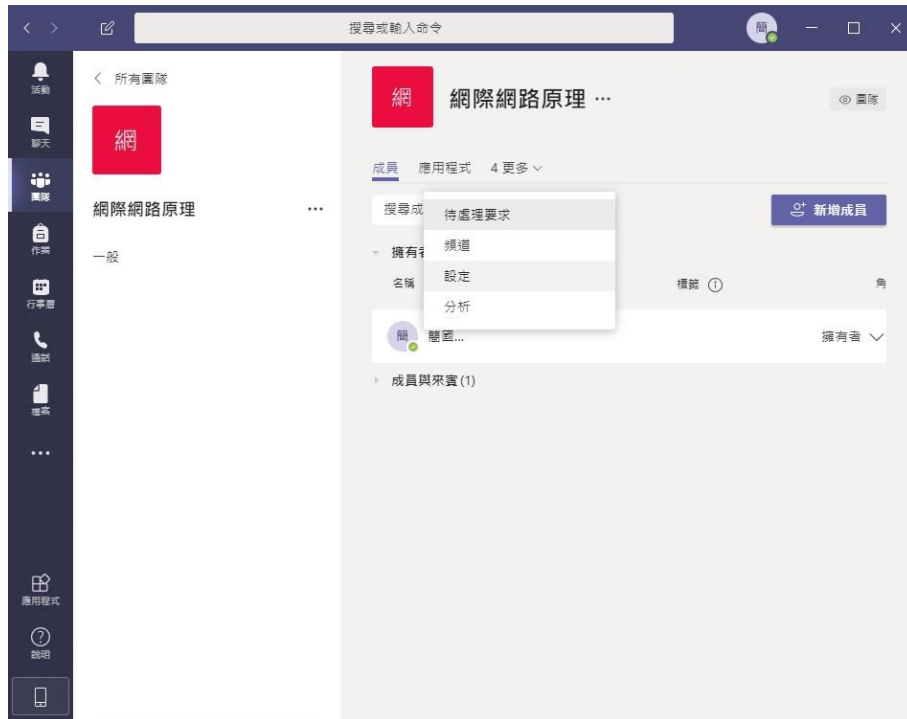 搜尋或輸入命令
簡
活動
聊天
團隊
作業
行事曆
通話
檔案
應用程式
說明
所有團隊
網
網際網路原理 ...
一般
網
網際網路原理 ...
團隊
成員 應用程式 4 更多
搜尋成
新增成員
待處理要求
頻道
設定
分析
擁有
名稱 標籤 角
簡 簡國... 擁有者
成員與來賓 (1)